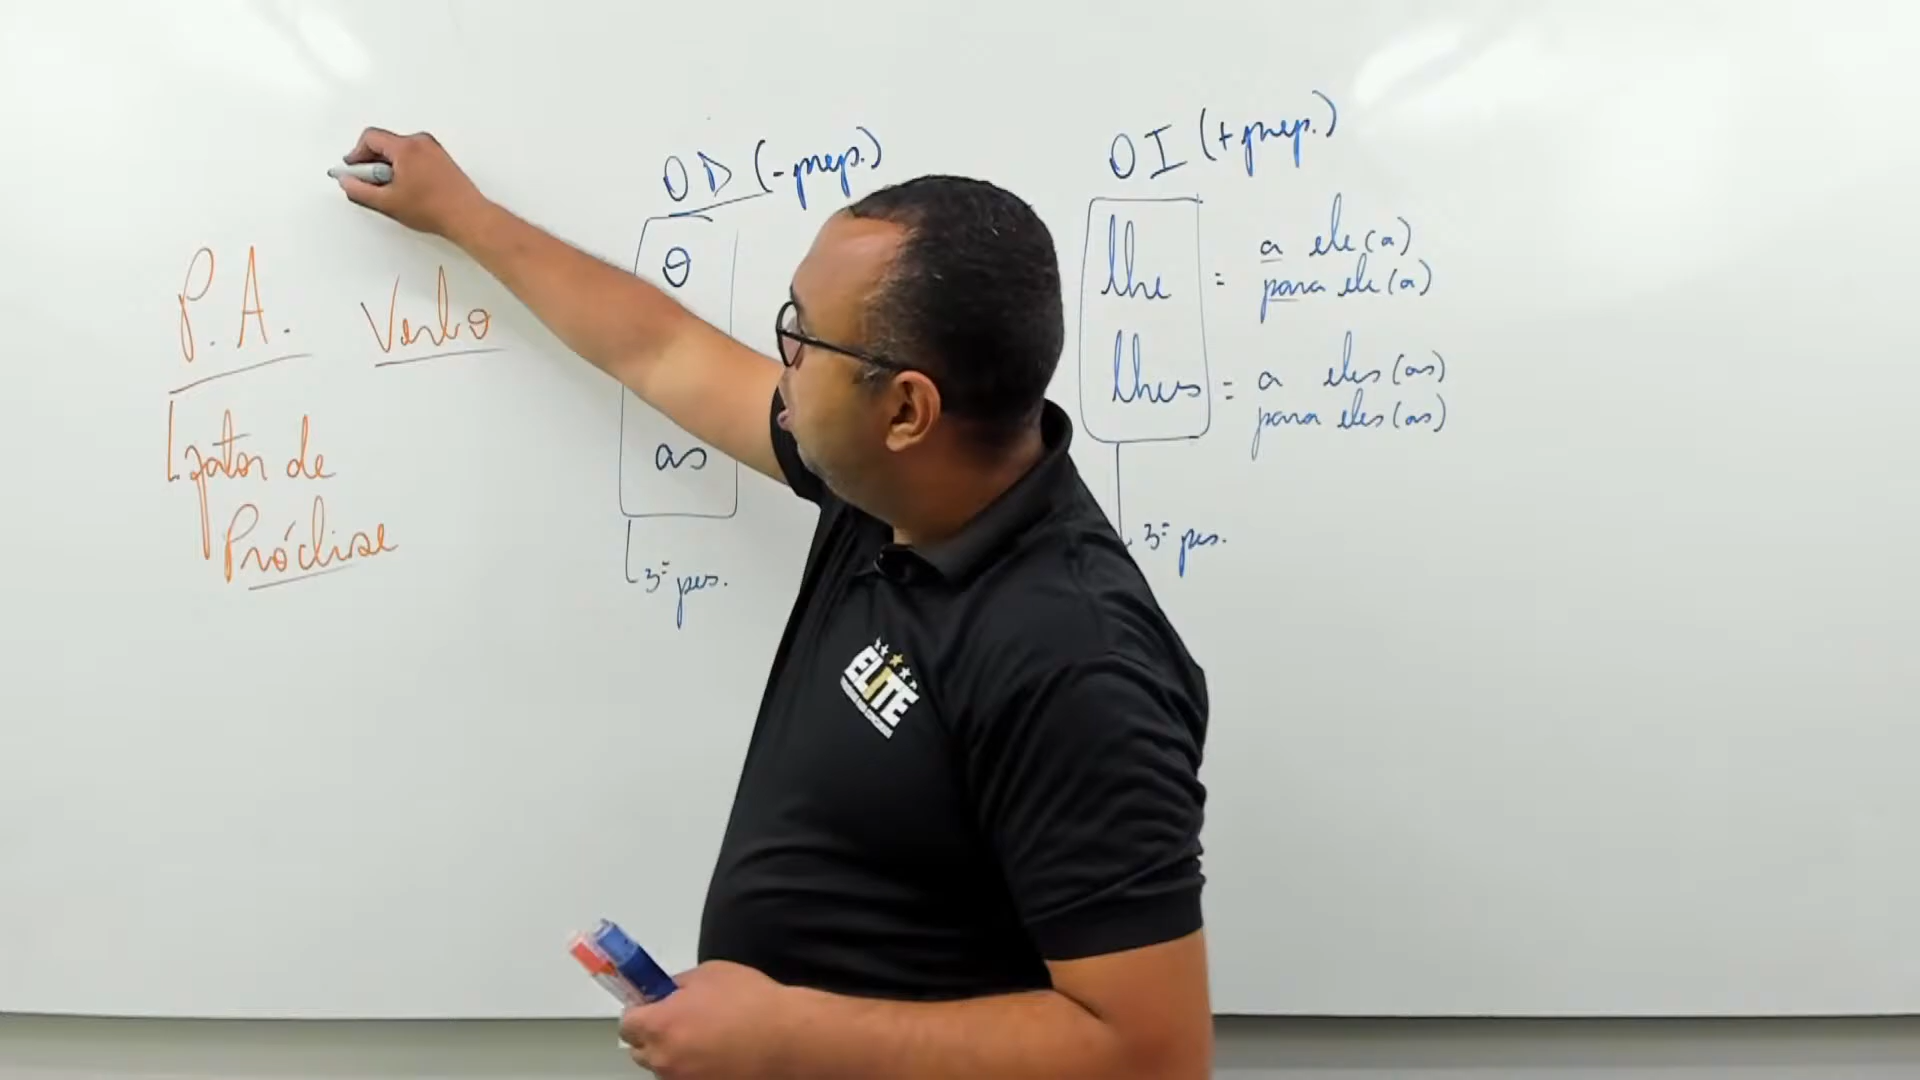 P.A. Verbo
fator de
Próclise
OD (-prep.)
o
as
3ª pes.
OI (+prep.)
lhe = a ele(a)
para ele(a)
lhes = a eles(as)
para eles(as)
3ª pes.
ELITE